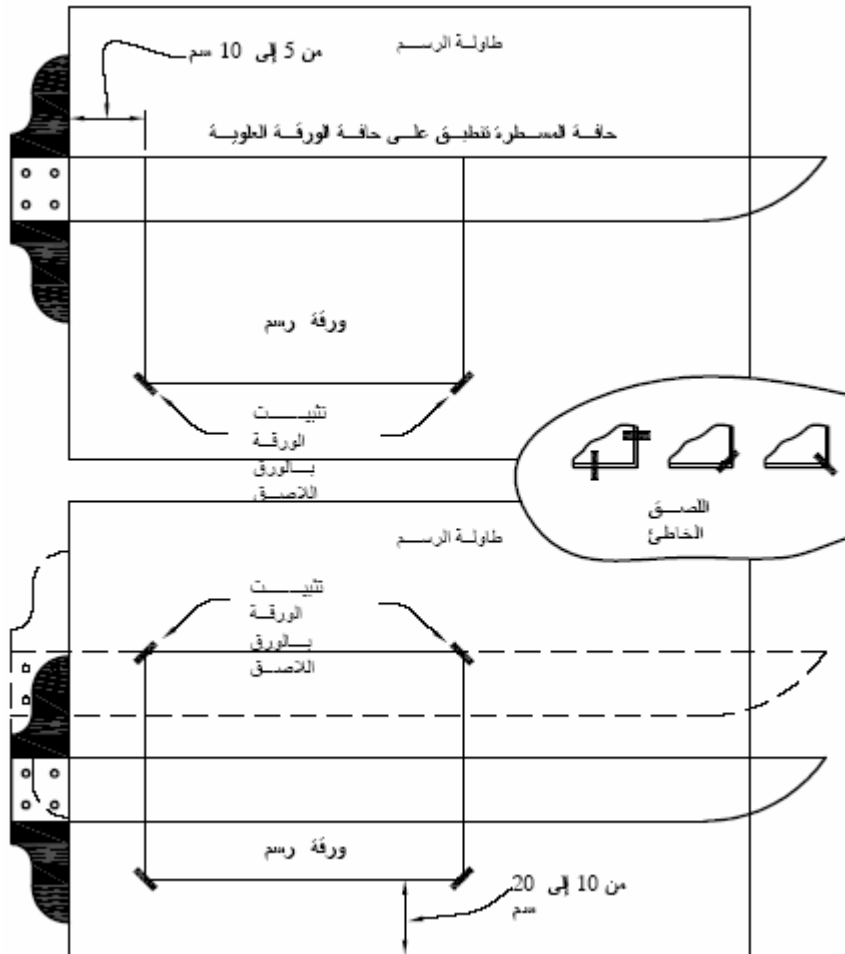 طاولة الرسم
من 5 إلى 10 سم
حافة المسطرة تنطبق على حافة الورقة العلوية
ورقة رسم
تثبيت
الورقة
بالورق
اللاصق
اللصق
الخاطئ
طاولة الرسم
تثبيت
الورقة
بالورق
اللاصق
ورقة رسم
من 10 إلى 20
سم